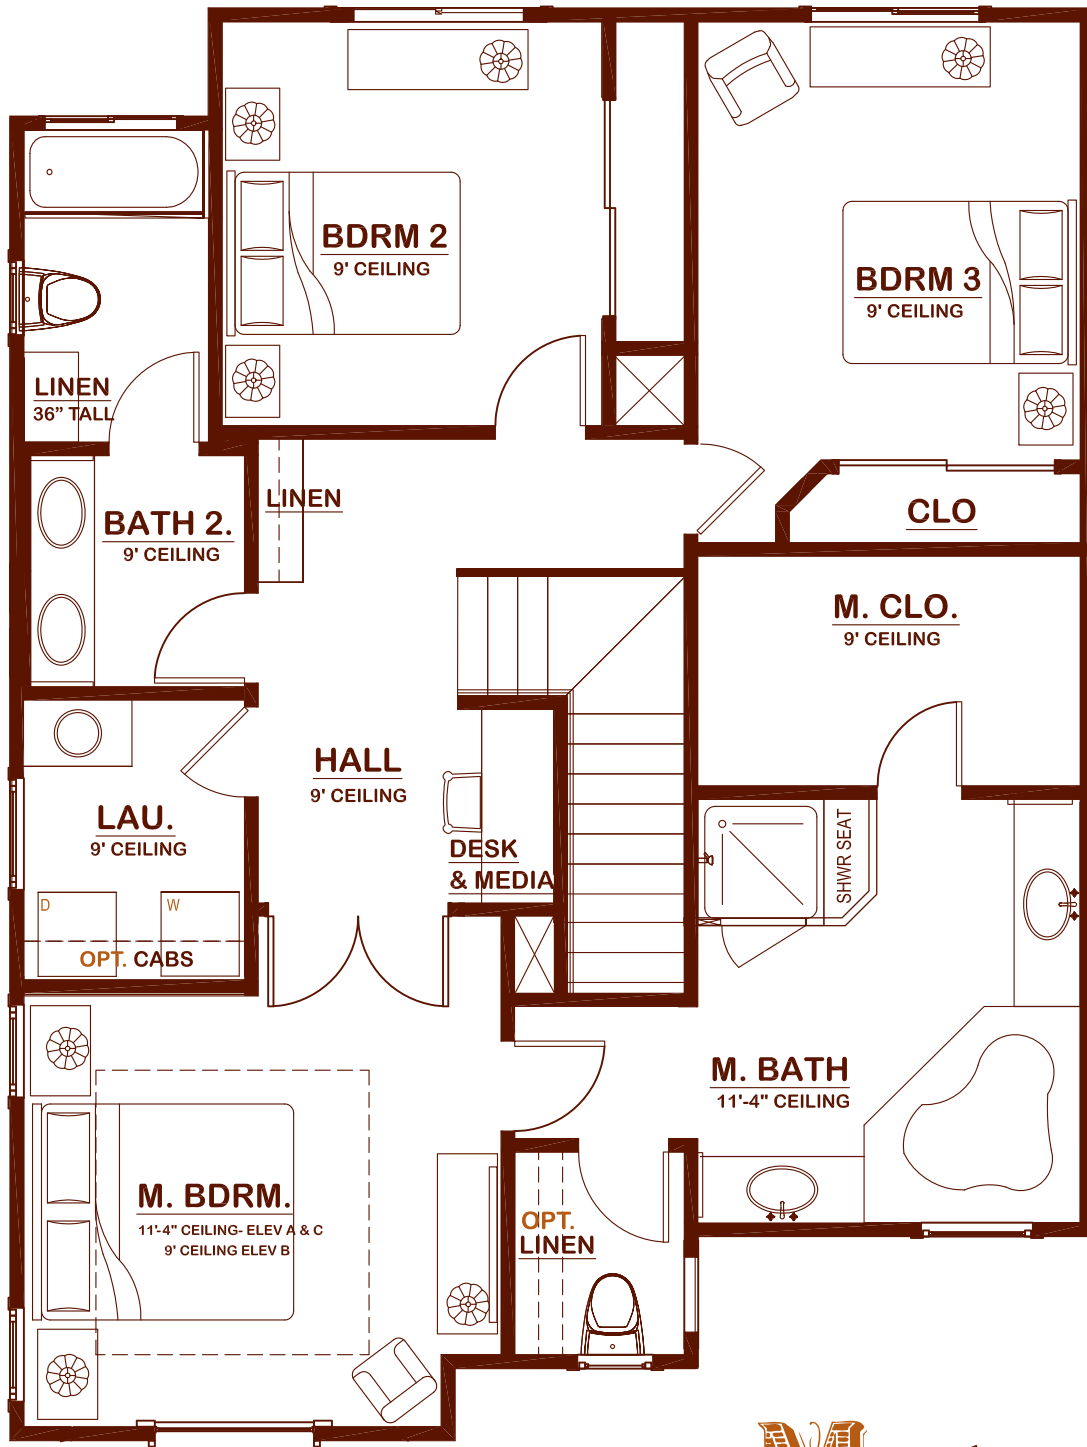 BDRM 2
9' CEILING
BDRM 3
9' CEILING
LINEN
36” TALL
LINEN
BATH 2.
9' CEILING
CLO
M. CLO.
9' CEILING
HALL
9' CEILING
LAU.
9' CEILING
DESK
& MEDIA
SHWR SEAT
D
W
OPT. CABS
M. BATH
11'-4" CEILING
M. BDRM.
11'-4" CEILING- ELEV A & C
9' CEILING ELEV B
OPT.
LINEN